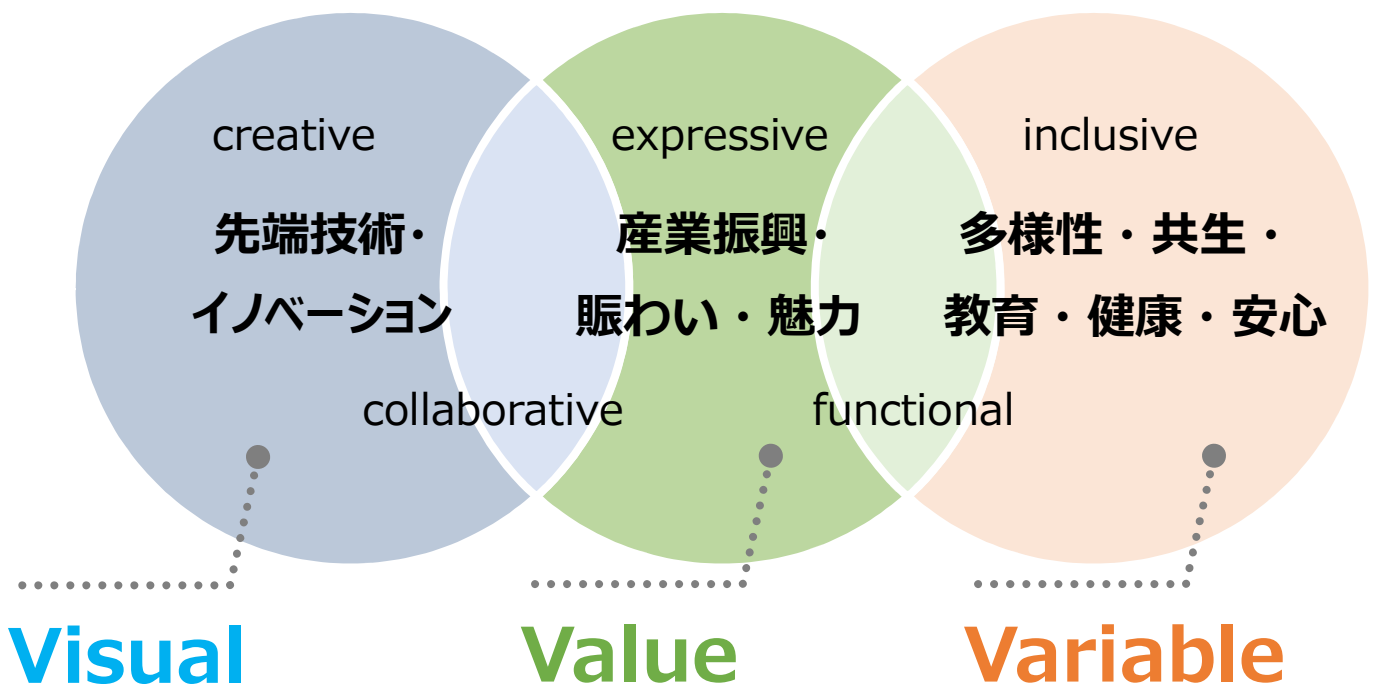 creative
expressive
inclusive
先端技術・
イノベーション
産業振興・
賑わい・魅力
多様性・共生・
教育・健康・安心
collaborative
functional
Visual
Value
Variable